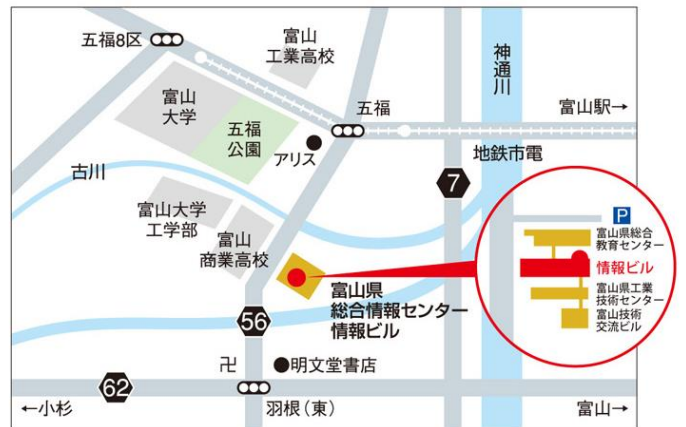 五福8区
富山
工業高校
神
通
川
富山
大学
五福
公園
五福
富山駅→
アリス
地鉄市電
古川
7
富山大学
工学部
富山
商業高校
P
富山県総合
教育センター
情報ビル
富山県工業
技術センター
富山技術
交流ビル
富山県
総合情報センター
情報ビル
56
卍
明文堂書店
62
←小杉
羽根（東）
富山→